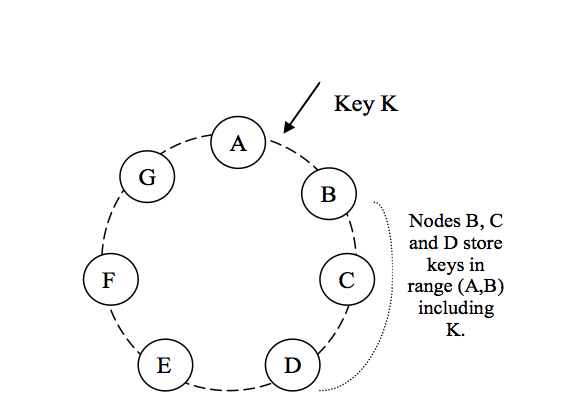 Key K
A
B
G
Nodes B, C
and D store
keys in
range (A,B)
including
K.
F
C
E
D